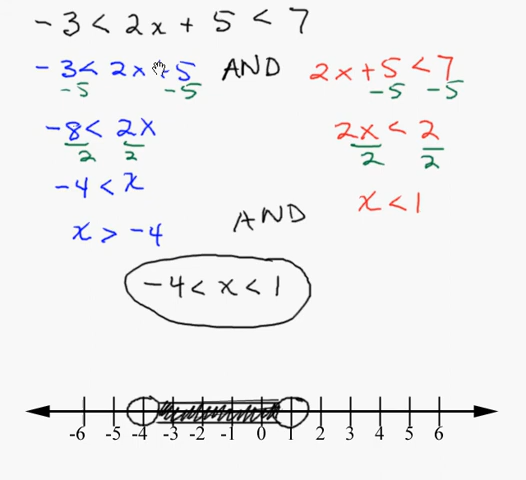 -3 < 2x + 5 < 7
-3 < 2x + 5 AND 2x + 5 < 7
-5 -5 -5 -5
-8 < 2x 2x < 2
2 2 2 2
-4 < x x < 1
x > -4 AND
-4 < x < 1
-6 -5 -4 -3 -2 -1 0 1 2 3 4 5 6